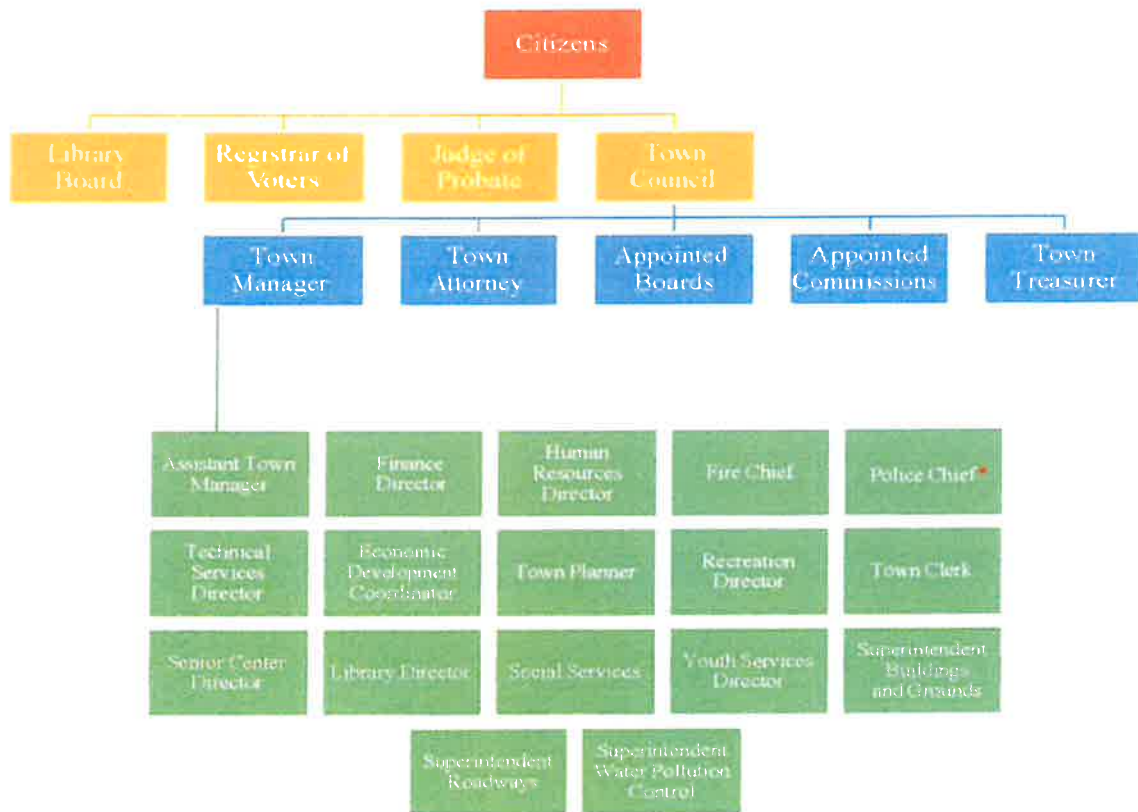 Citizens
Library
Board
Registrar of
Voters
Judge of
Probate
Town
Council
Town
Manager
Town
Attorney
Appointed
Boards
Appointed
Commissions
Town
Treasurer
Assistant Town
Manager
Finance
Director
Human
Resources
Director
Fire Chief
Police Chief*
Technical
Services
Director
Economic
Development
Coordinator
Town Planner
Recreation
Director
Town Clerk
Senior Center
Director
Library Director
Social Services
Youth Services
Director
Superintendent
Buildings
and Grounds
Superintendent
Roadways
Superintendent
Water Pollution
Control